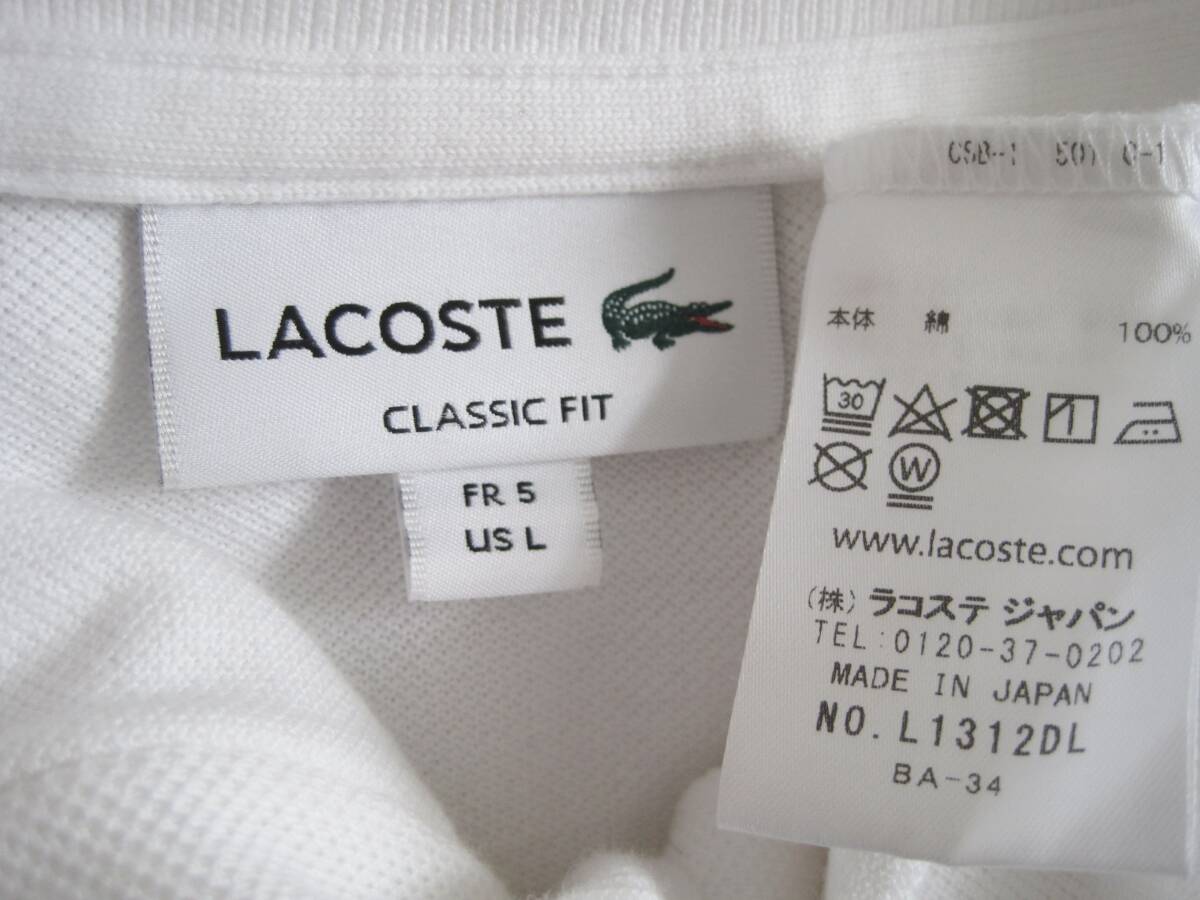 LACOSTE
CLASSIC FIT
FR 5
US L
本体 綿 100%
30
W
www.lacoste.com
(株) ラコステ ジャパン
TEL:0120-37-0202
MADE IN JAPAN
NO. L1312DL
BA-34